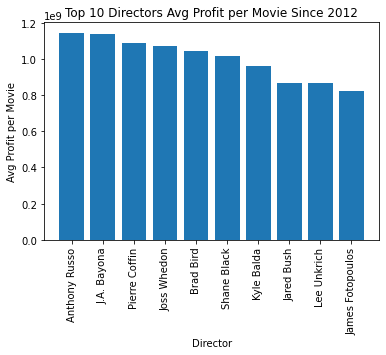 Top 10 Directors Avg Profit per Movie Since 2012
1e9
1.2
1.0
0.8
0.6
0.4
0.2
0.0
Avg Profit per Movie
Anthony Russo
J.A. Bayona
Pierre Coffin
Joss Whedon
Brad Bird
Shane Black
Kyle Balda
Jared Bush
Lee Unkrich
James Fotopoulos
Director